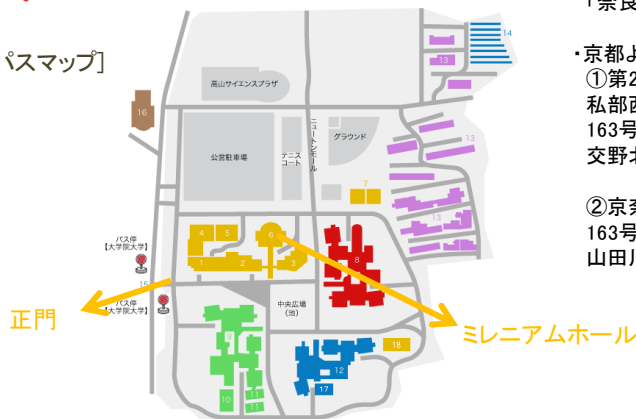 パスマップ]
「奈良
・京都よ
①第2
私部西
163号
交野北
②京奈
163号
山田川
14
13
高山サイエンスプラザ
16
ニュートンモール
グラウンド
公営駐車場
テニス
コート
13
7
4 5 6
13
バス停
【大学院大学】
1 2 3
8
15
バス停
【大学院大学】
中央広場
(池)
正門
ミレニアムホール
9
18
12
10 11
11
17